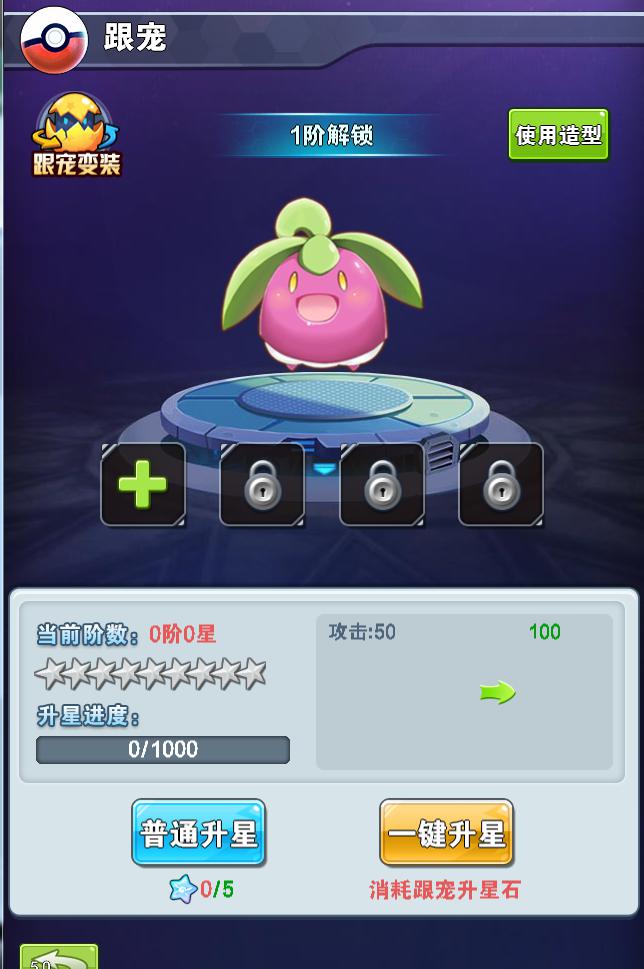 跟宠
跟宠变装
1阶解锁
使用造型
当前阶数：0阶0星
攻击:50
100
升星进度：
0/1000
普通升星
一键升星
0/5
消耗跟宠升星石